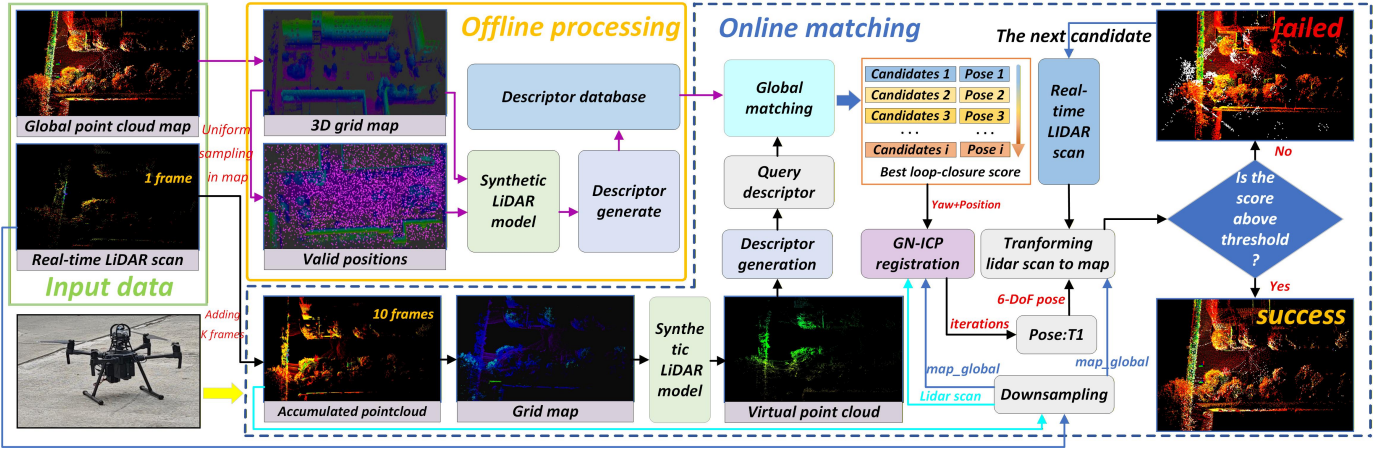 Offline processing
Online matching
Global point cloud map
1 frame
Real-time LiDAR scan
Input data
Uniform
sampling
in map
3D grid map
Valid positions
Descriptor database
Synthetic
LiDAR
model
Descriptor
generate
Adding
K frames
10 frames
Accumulated pointcloud
Grid map
Synthe
tic
LiDAR
model
Virtual point cloud
Global
matching
Query
descriptor
Descriptor
generation
Candidates 1 Pose 1
Candidates 2 Pose 2
Candidates 3 Pose 3
... ...
Candidates i Pose i
Best loop-closure score
Yaw+Position
GN-ICP
registration
iterations
Pose:T1
6-DoF pose
map_global
map_global
Lidar scan
Downsampling
The next candidate
Real-
time
LIDAR
scan
Tranforming
lidar scan to map
failed
No
Is the
score
above
threshold
?
Yes
success